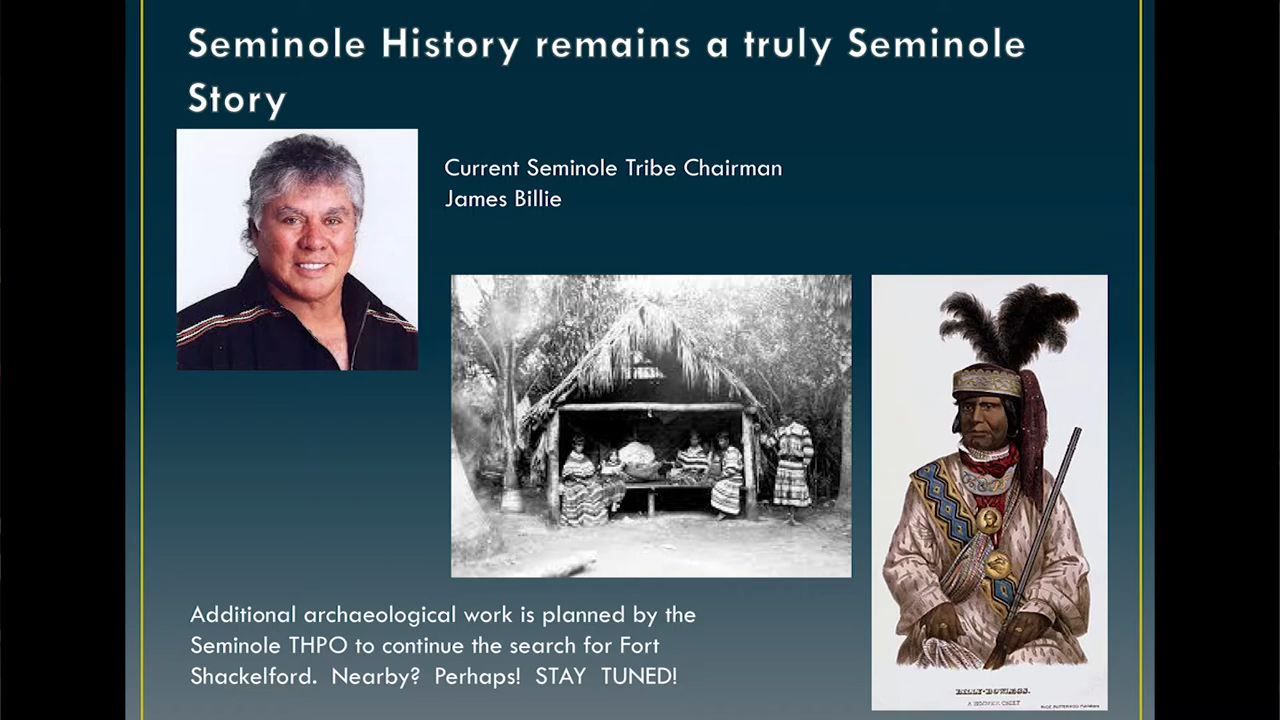 Seminole History remains a truly Seminole
Story
Current Seminole Tribe Chairman
James Billie
Additional archaeological work is planned by the
Seminole THPO to continue the search for Fort
Shackelford. Nearby? Perhaps! STAY TUNED!
BILLY BOWLEGS.
A SEMINOLE CHIEF